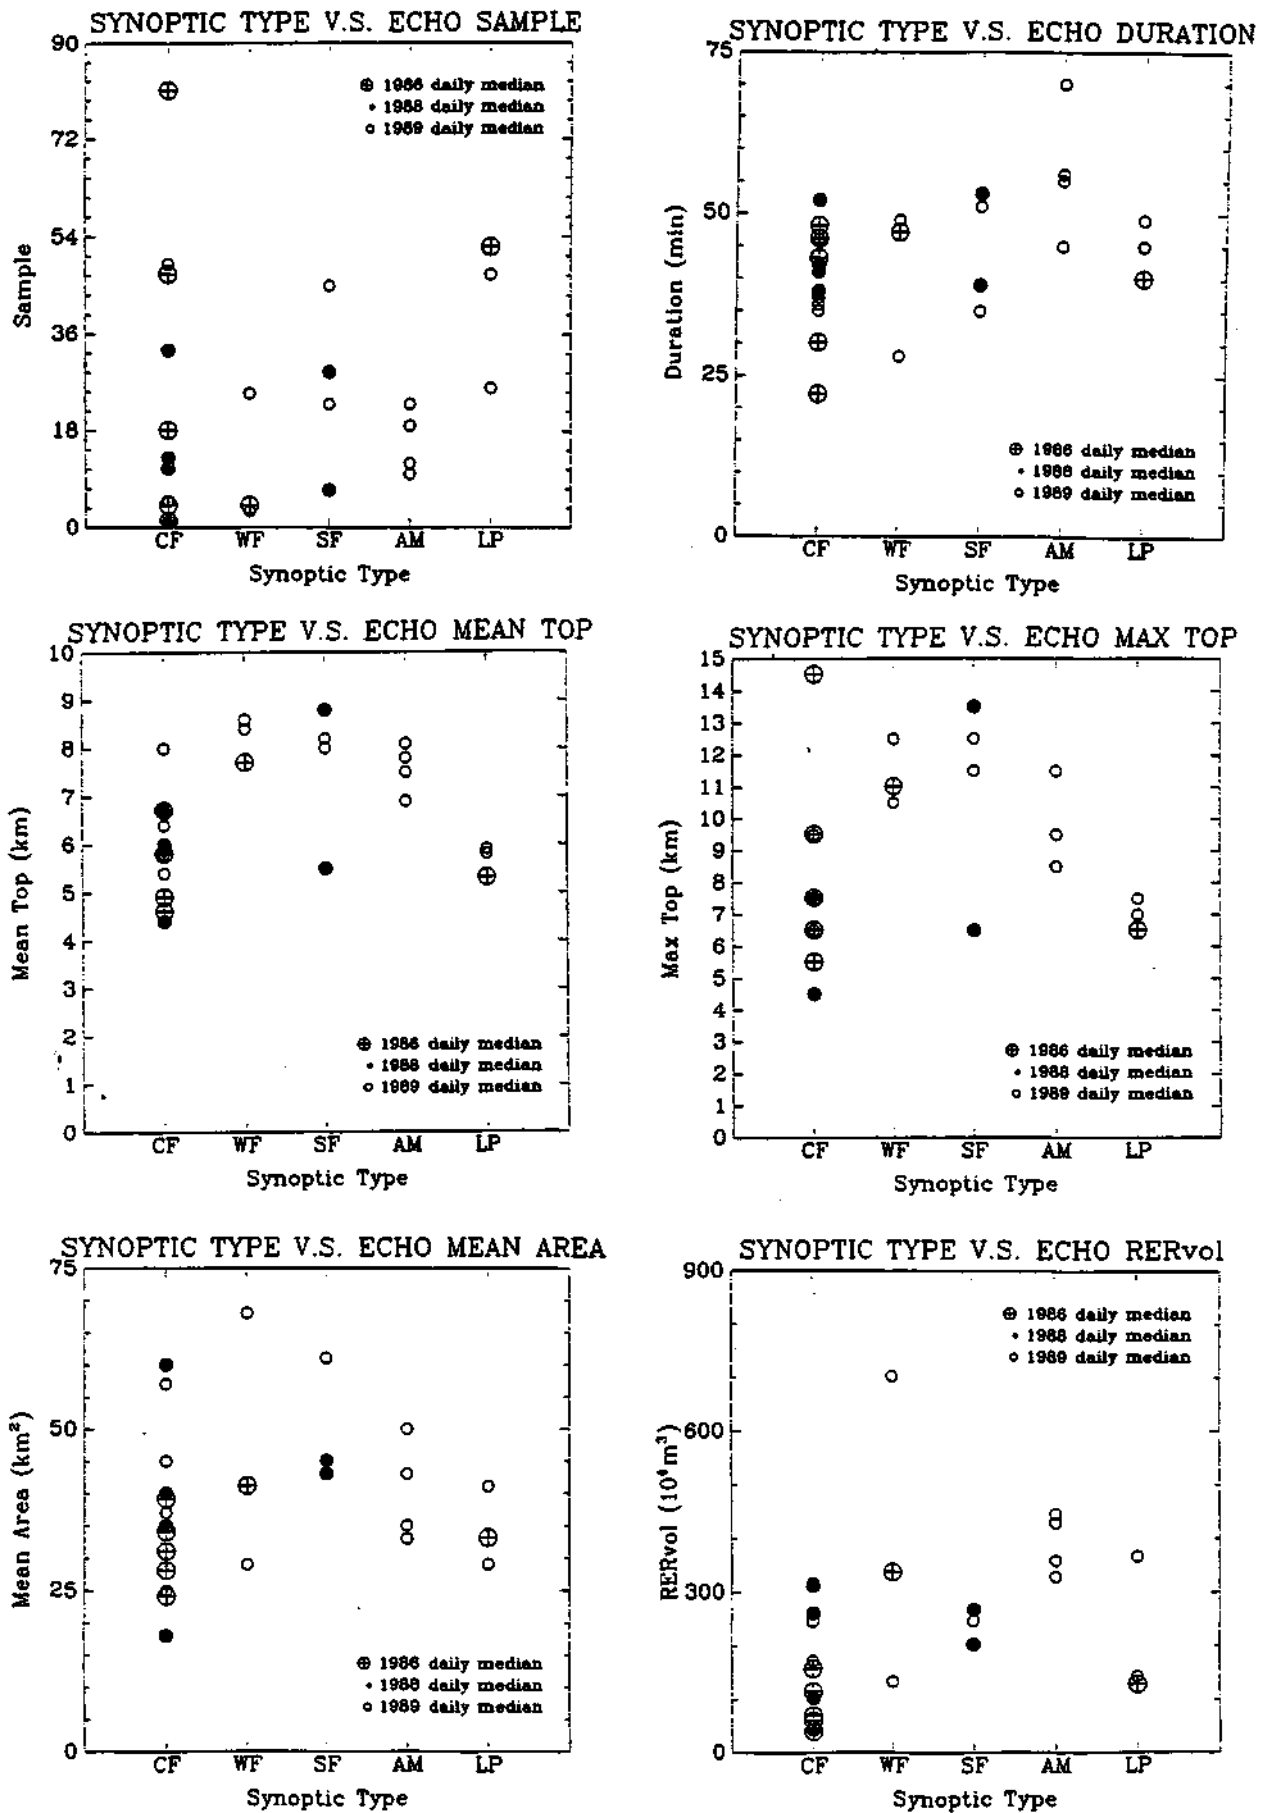 SYNOPTIC TYPE V.S. ECHO SAMPLE
90
72
54
36
18
0
Sample
⊕ 1986 daily median
• 1988 daily median
○ 1989 daily median
CF WF SF AM LP
Synoptic Type
SYNOPTIC TYPE V.S. ECHO DURATION
75
50
25
0
Duration (min)
⊕ 1986 daily median
• 1988 daily median
○ 1989 daily median
CF WF SF AM LP
Synoptic Type
SYNOPTIC TYPE V.S. ECHO MEAN TOP
10
9
8
7
6
5
4
3
2
1
0
Mean Top (km)
⊕ 1986 daily median
• 1988 daily median
○ 1989 daily median
CF WF SF AM LP
Synoptic Type
SYNOPTIC TYPE V.S. ECHO MAX TOP
15
14
13
12
11
10
9
8
7
6
5
4
3
2
1
0
Max Top (km)
⊕ 1986 daily median
• 1988 daily median
○ 1989 daily median
CF WF SF AM LP
Synoptic Type
SYNOPTIC TYPE V.S. ECHO MEAN AREA
75
50
25
0
Mean Area (km²)
⊕ 1986 daily median
• 1988 daily median
○ 1989 daily median
CF WF SF AM LP
Synoptic Type
SYNOPTIC TYPE V.S. ECHO RERvol
900
600
300
0
RERvol (10⁴m³)
⊕ 1986 daily median
• 1988 daily median
○ 1989 daily median
CF WF SF AM LP
Synoptic Type